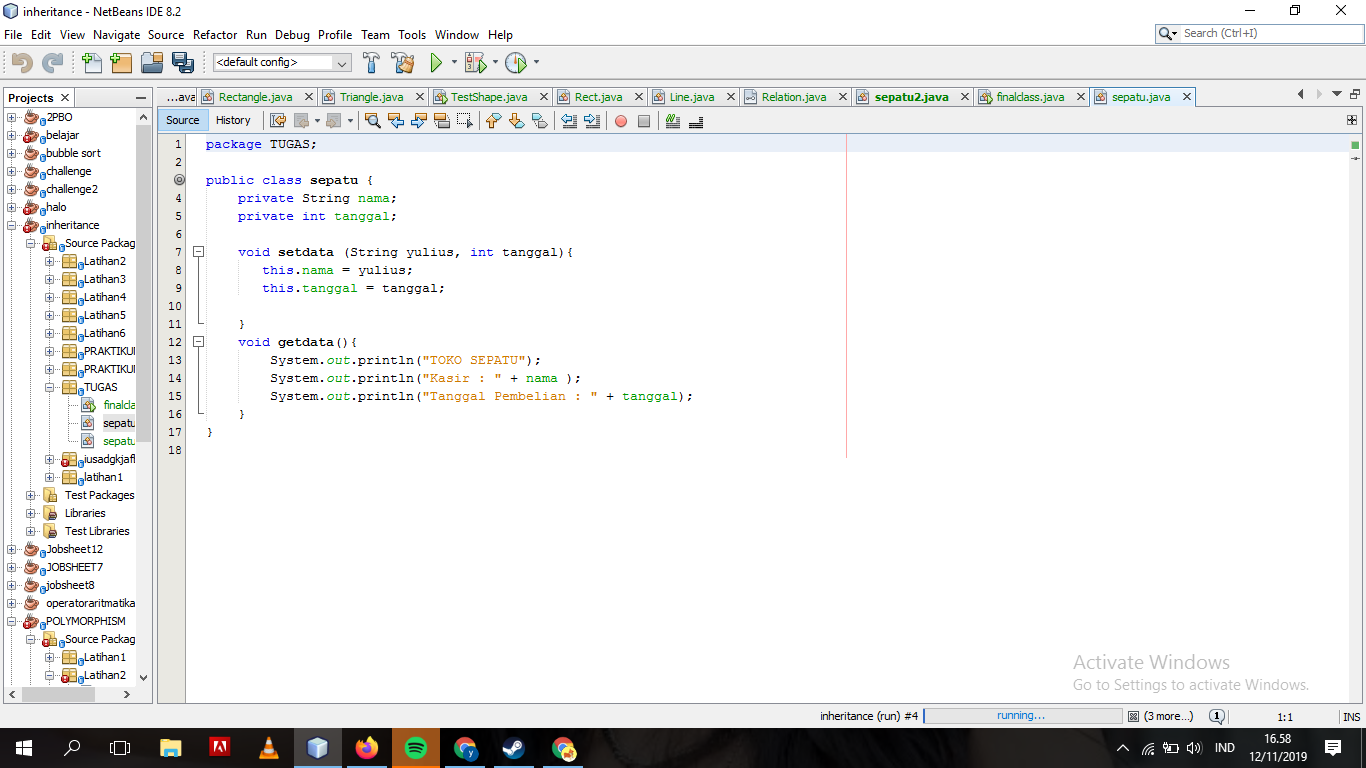 inheritance - NetBeans IDE 8.2
File Edit View Navigate Source Refactor Run Debug Profile Team Tools Window Help
Search (Ctrl+I)
<default config>
Projects
...ava Rectangle.java Triangle.java TestShape.java Rect.java Line.java Relation.java sepatu2.java finalclass.java sepatu.java
Source History
2PBO
belajar
bubble sort
challenge
challenge2
halo
inheritance
Source Packag
Latihan2
Latihan3
Latihan4
Latihan5
Latihan6
PRAKTIKU
PRAKTIKU
TUGAS
finalcla
sepatu
sepatu
iusadgkjafl
latihan1
Test Packages
Libraries
Test Libraries
Jobsheet12
JOBSHEET7
jobsheet8
operatoraritmatika
POLYMORPHISM
Source Packag
Latihan1
Latihan2
1 package TUGAS;
2
public class sepatu {
4 private String nama;
5 private int tanggal;
6
7 void setdata (String yulius, int tanggal){
8 this.nama = yulius;
9 this.tanggal = tanggal;
10
11 }
12 void getdata(){
13 System.out.println("TOKO SEPATU");
14 System.out.println("Kasir : " + nama );
15 System.out.println("Tanggal Pembelian : " + tanggal);
16 }
17 }
18
Activate Windows
Go to Settings to activate Windows.
inheritance (run) #4 running... (3 more...) 1 1:1 INS
IND 16.58
12/11/2019